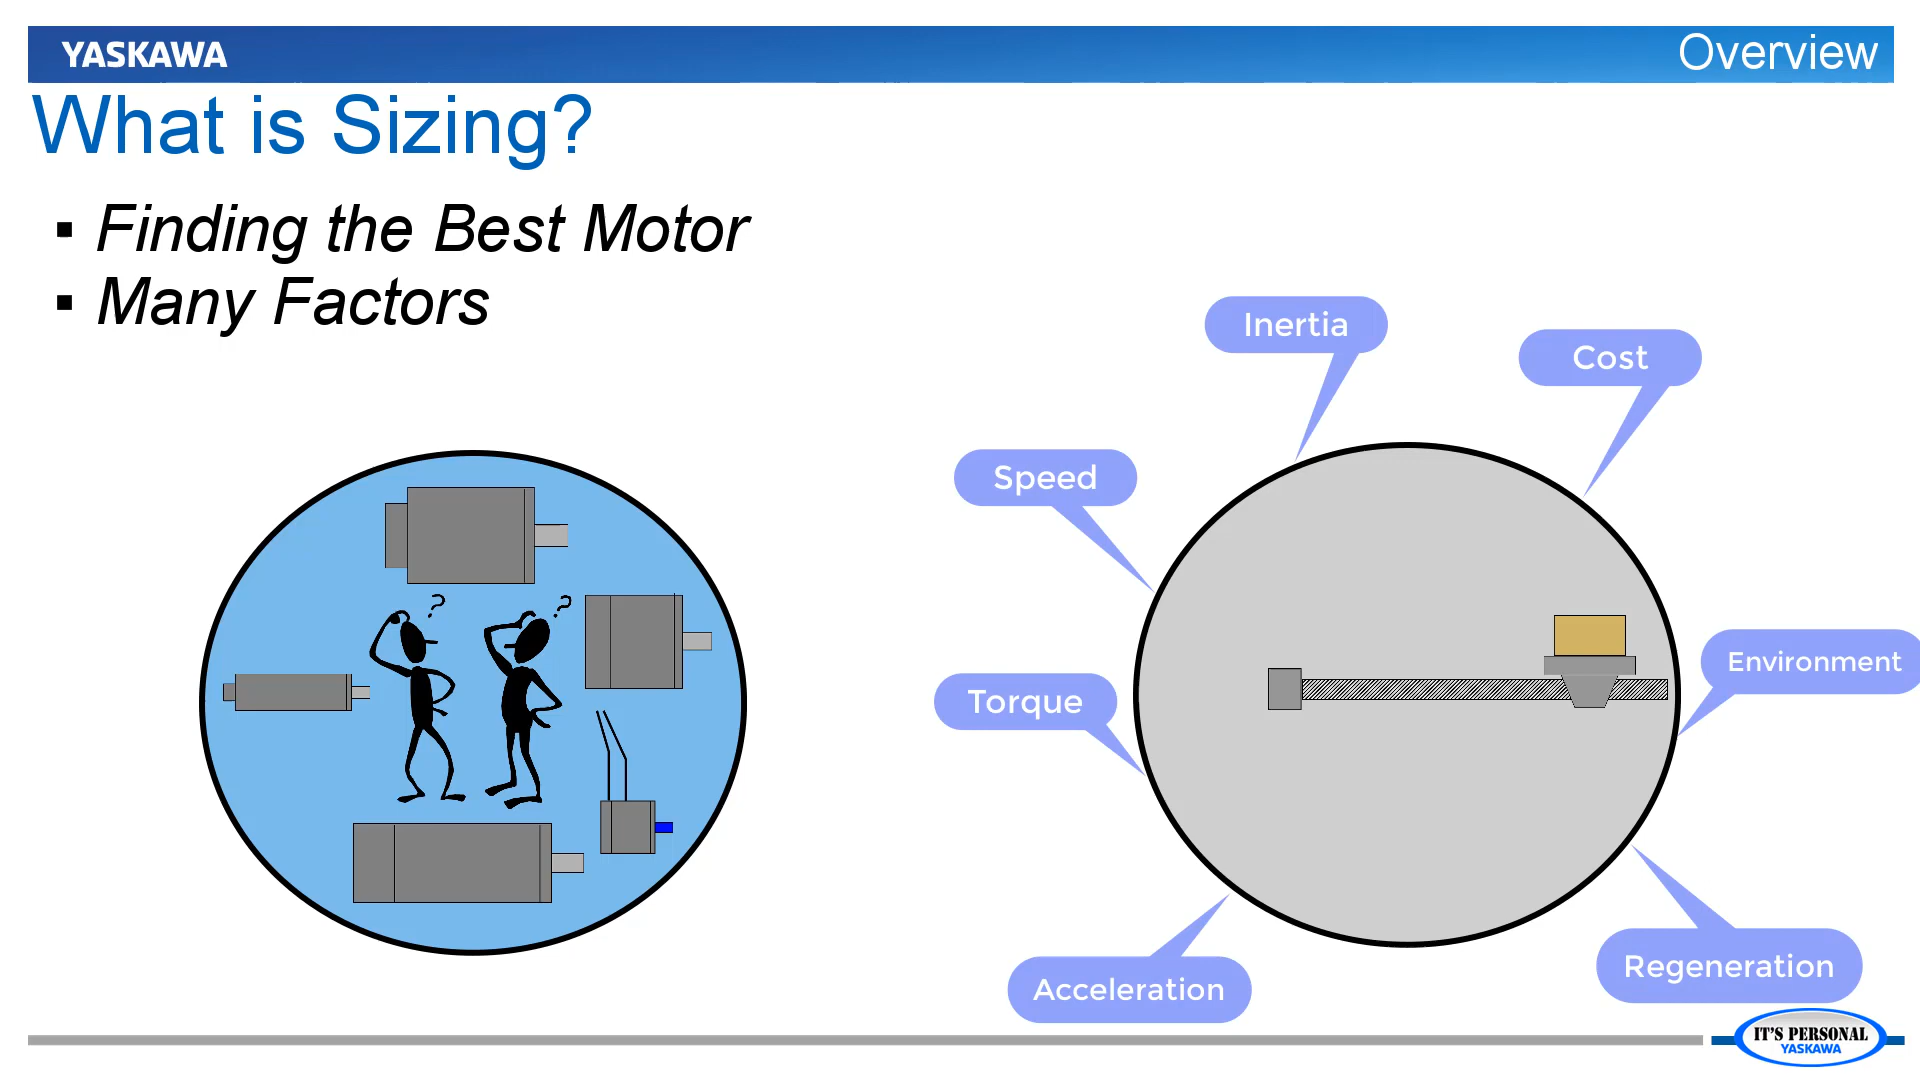 YASKAWA
Overview
What is Sizing?
▪ Finding the Best Motor
▪ Many Factors
Inertia
Cost
Speed
?
?
Environment
Torque
Regeneration
Acceleration
IT'S PERSONAL
YASKAWA